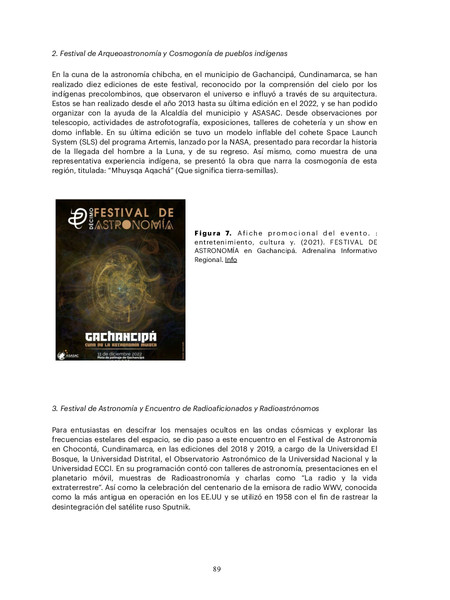 2. Festival de Arqueoastronomía y Cosmogonía de pueblos indígenas
En la cuna de la astronomía chibcha, en el municipio de Gachancipá, Cundinamarca, se han
realizado diez ediciones de este festival, reconocido por la comprensión del cielo por los
indígenas precolombinos, que observaron el universo e influyó a través de su arquitectura.
Estos se han realizado desde el año 2013 hasta su última edición en el 2022, y se han podido
organizar con la ayuda de la Alcaldía del municipio y ASASAC. Desde observaciones por
telescopio, actividades de astrofotografía, exposiciones, talleres de cohetería y un show en
domo inflable. En su última edición se tuvo un modelo inflable del cohete Space Launch
System (SLS) del programa Artemis, lanzado por la NASA, presentado para recordar la historia
de la llegada del hombre a la Luna, y de su regreso. Así mismo, como muestra de una
representativa experiencia indígena, se presentó la obra que narra la cosmogonía de esta
región, titulada: "Mhuysqa Aqachá" (Que significa tierra-semillas).
DÉCIMO
FESTIVAL DE
ASTRONOMÍA
GACHANCIPÁ
CUNA DE LA ASTRONOMÍA MUISCA
11 de diciembre 2022
ASASAC
Figura 7. Afiche promocional del evento. :
entretenimiento, cultura y. (2021). FESTIVAL DE
ASTRONOMÍA en Gachancipá. Adrenalina Informativo
Regional. Info
3. Festival de Astronomía y Encuentro de Radioaficionados y Radioastrónomos
Para entusiastas en descifrar los mensajes ocultos en las ondas cósmicas y explorar las
frecuencias estelares del espacio, se dio paso a este encuentro en el Festival de Astronomía
en Chocontá, Cundinamarca, en las ediciones del 2018 y 2019, a cargo de la Universidad El
Bosque, la Universidad Distrital, el Observatorio Astronómico de la Universidad Nacional y la
Universidad ECCI. En su programación contó con talleres de astronomía, presentaciones en el
planetario móvil, muestras de Radioastronomía y charlas como "La radio y la vida
extraterrestre". Así como la celebración del centenario de la emisora de radio WWV, conocida
como la más antigua en operación en los EE.UU y se utilizó en 1958 con el fin de rastrear la
desintegración del satélite ruso Sputnik.
89